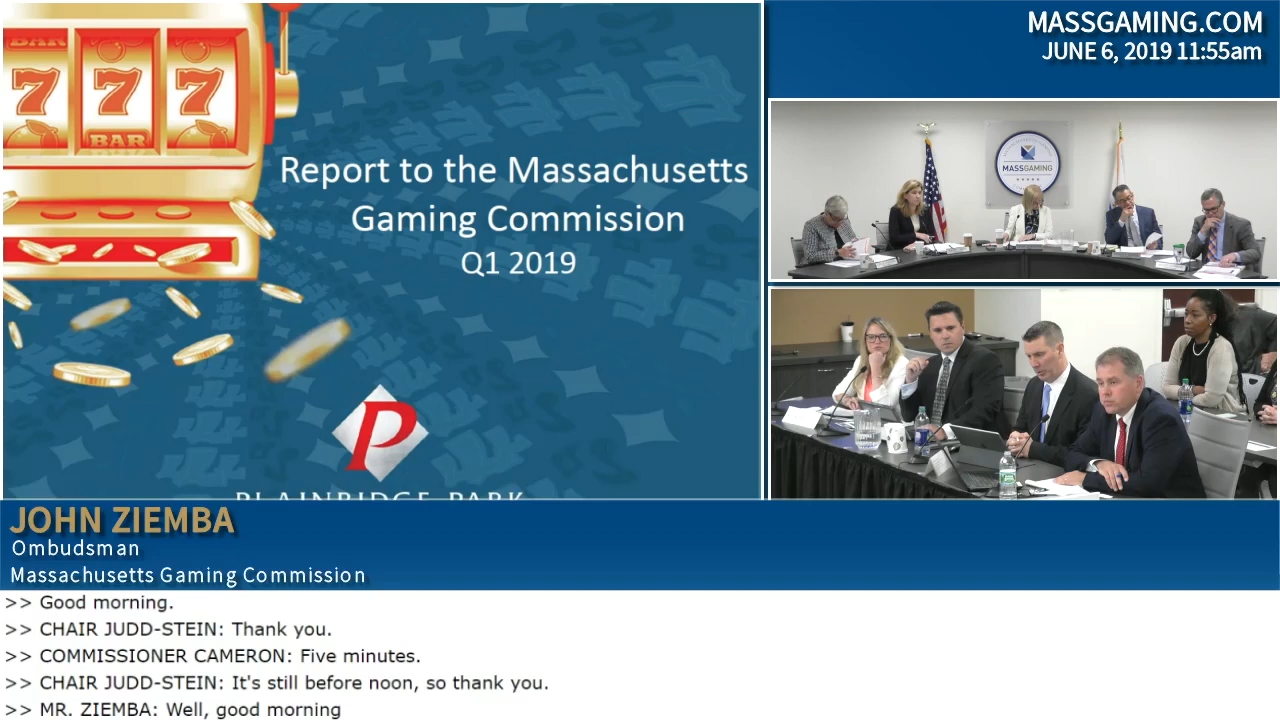 BAR
7 7 7
BAR
Report to the Massachusetts
Gaming Commission
Q1 2019
P
PLAINRIDGE PARK
MASSGAMING.COM
JUNE 6, 2019 11:55am
MASSGAMING
JOHN ZIEMBA
Ombudsman
Massachusetts Gaming Commission
>> Good morning.
>> CHAIR JUDD-STEIN: Thank you.
>> COMMISSIONER CAMERON: Five minutes.
>> CHAIR JUDD-STEIN: It's still before noon, so thank you.
>> MR. ZIEMBA: Well, good morning